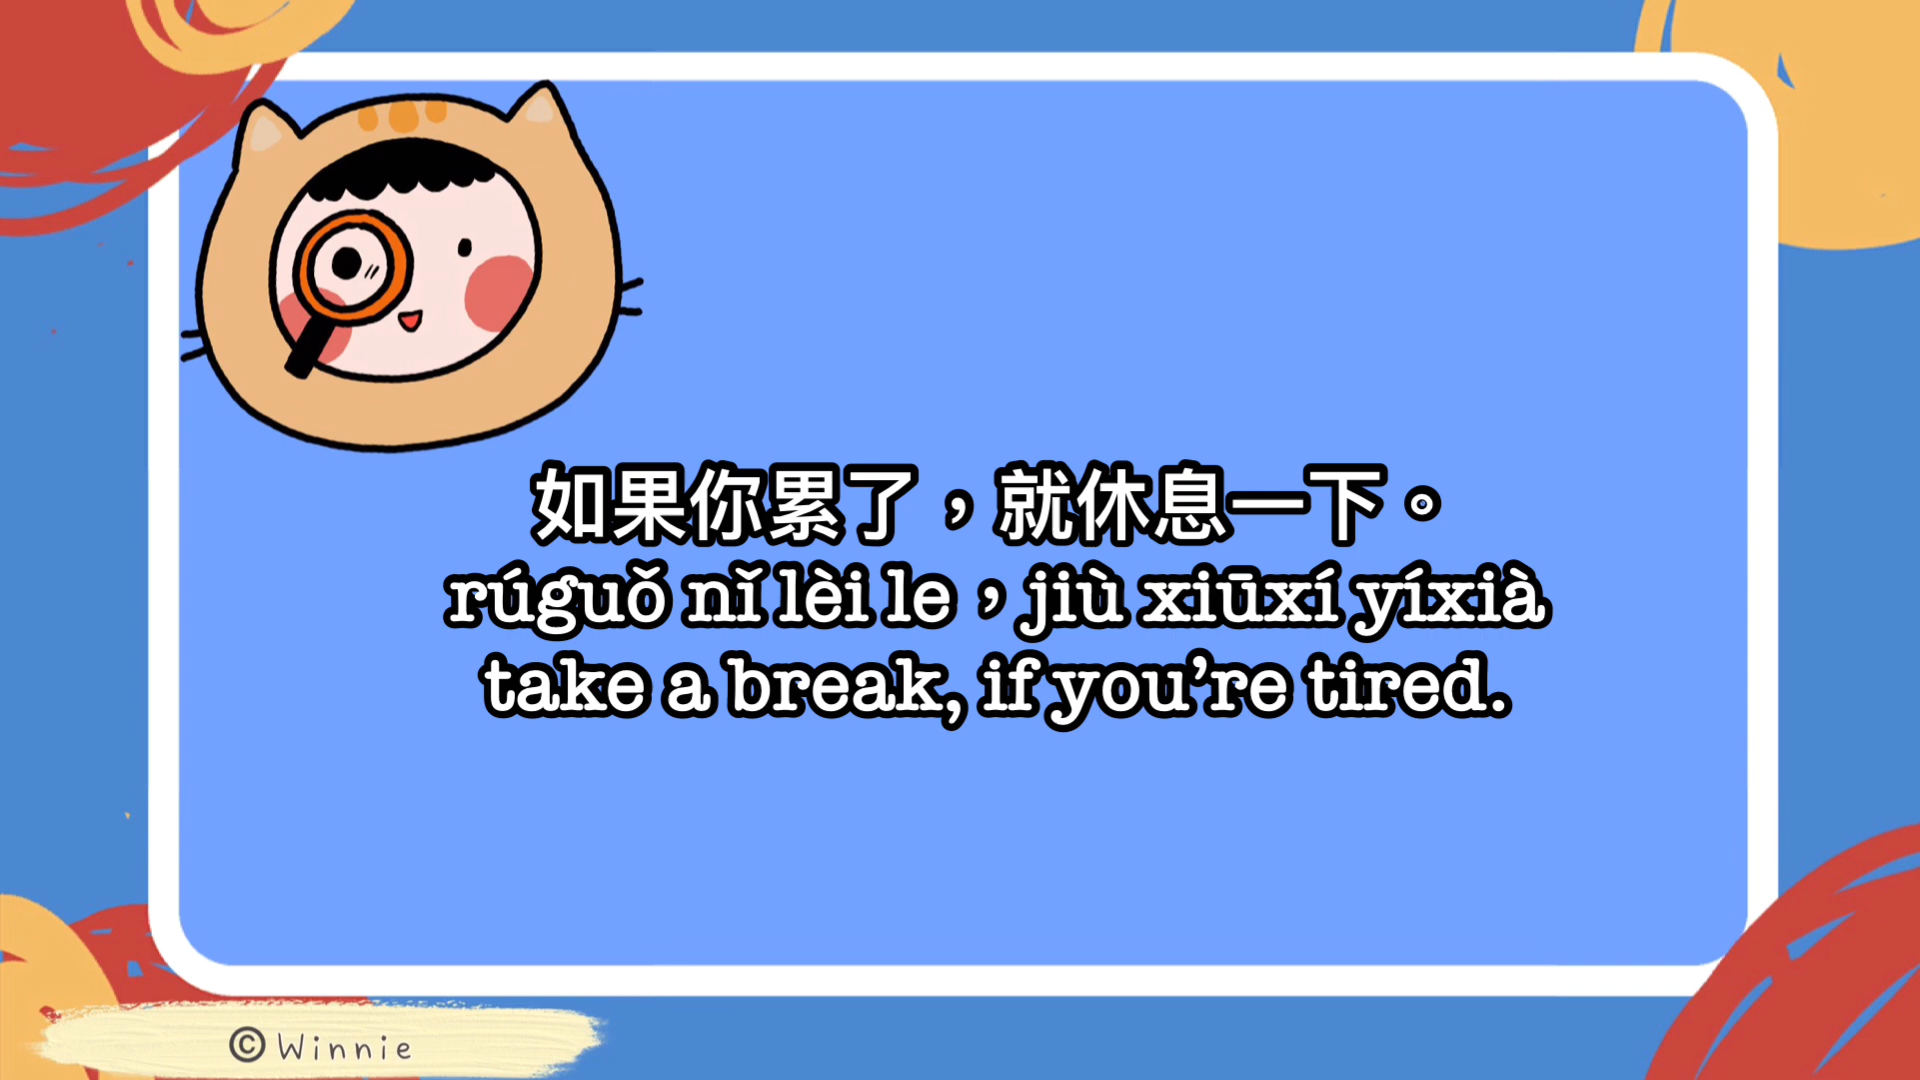 如果你累了，就休息一下。
rúguǒ nǐ lèi le，jiù xiūxí yíxià
take a break, if you’re tired.
© Winnie